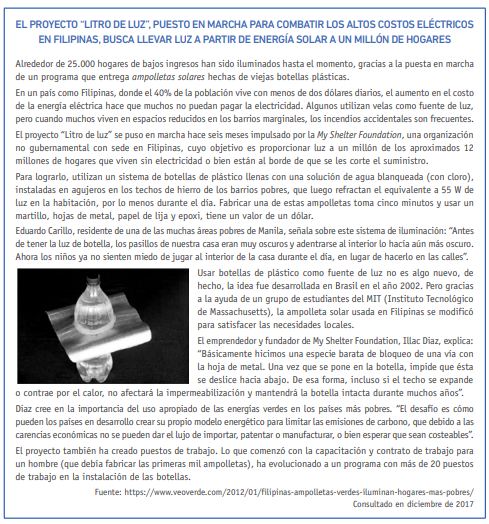 EL PROYECTO “LITRO DE LUZ”, PUESTO EN MARCHA PARA COMBATIR LOS ALTOS COSTOS ELÉCTRICOS
EN FILIPINAS, BUSCA LLEVAR LUZ A PARTIR DE ENERGÍA SOLAR A UN MILLÓN DE HOGARES
Alrededor de 25.000 hogares de bajos ingresos han sido iluminados hasta el momento, gracias a la puesta en marcha
de un programa que entrega ampolletas solares hechas de viejas botellas plásticas.
En un país como Filipinas, donde el 40% de la población vive con menos de dos dólares diarios, el aumento en el costo
de la energía eléctrica hace que muchos no puedan pagar la electricidad. Algunos utilizan velas como fuente de luz,
pero cuando muchos viven en espacios reducidos en los barrios marginales, los incendios accidentales son frecuentes.
El proyecto “Litro de luz” se puso en marcha hace seis meses impulsado por la My Shelter Foundation, una organización
no gubernamental con sede en Filipinas, cuyo objetivo es proporcionar luz a un millón de los aproximados 12
millones de hogares que viven sin electricidad o bien están al borde de que se les corte el suministro.
Para lograrlo, utilizan un sistema de botellas de plástico llenas con una solución de agua blanqueada (con cloro),
instaladas en agujeros en los techos de hierro de los barrios pobres, que luego refractan el equivalente a 55 W de
luz en la habitación, por lo menos durante el día. Fabricar una de estas ampolletas toma cinco minutos y usar un
martillo, hojas de metal, papel de lija y epoxi, tiene un valor de un dólar.
Eduardo Carillo, residente de una de las muchas áreas pobres de Manila, señala sobre este sistema de iluminación: “Antes
de tener la luz de botella, los pasillos de nuestra casa eran muy oscuros y adentrarse al interior lo hacía aún más oscuro.
Ahora los niños ya no sienten miedo de jugar al interior de la casa durante el día, en lugar de hacerlo en las calles”.
Usar botellas de plástico como fuente de luz no es algo nuevo, de
hecho, la idea fue desarrollada en Brasil en el año 2002. Pero gracias
a la ayuda de un grupo de estudiantes del MIT (Instituto Tecnológico
de Massachusetts), la ampolleta solar usada en Filipinas se modificó
para satisfacer las necesidades locales.
El emprendedor y fundador de My Shelter Foundation, Illac Diaz, explica:
“Básicamente hicimos una especie barata de bloqueo de una vía con
la hoja de metal. Una vez que se pone en la botella, impide que ésta
se deslice hacia abajo. De esa forma, incluso si el techo se expande
o contrae por el calor, no afectará la impermeabilización y mantendrá la botella intacta durante muchos años”.
Diaz cree en la importancia del uso apropiado de las energías verdes en los países más pobres. “El desafío es cómo
pueden los países en desarrollo crear su propio modelo energético para limitar las emisiones de carbono, que debido a las
carencias económicas no se pueden dar el lujo de importar, patentar o manufacturar, o bien esperar que sean costeables”.
El proyecto también ha creado puestos de trabajo. Lo que comenzó con la capacitación y contrato de trabajo para
un hombre (que debía fabricar las primeras mil ampolletas), ha evolucionado a un programa con más de 20 puestos
de trabajo en la instalación de las botellas.
Fuente: https://www.veoverde.com/2012/01/filipinas-ampolletas-verdes-iluminan-hogares-mas-pobres/
Consultado en diciembre de 2017